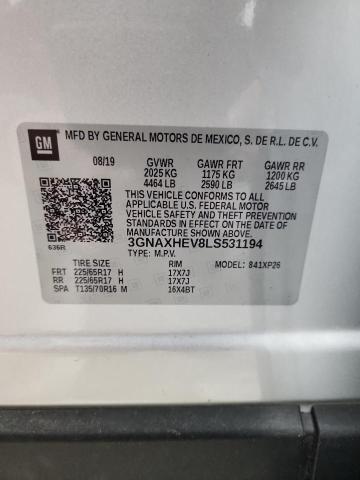 GM
MFD BY GENERAL MOTORS DE MEXICO, S. DE R.L. DE C.V.
08/19 GVWR GAWR FRT GAWR RR
2025 KG 1175 KG 1200 KG
4464 LB 2590 LB 2645 LB
THIS VEHICLE CONFORMS TO ALL
APPLICABLE U.S. FEDERAL MOTOR
VEHICLE SAFETY, BUMPER, AND THEFT
PREVENTION STANDARDS IN EFFECT ON
THE DATE OF MANUFACTURE SHOWN ABOVE.
636R 3GNAXHEV8LS531194
TYPE: M.P.V.
TIRE SIZE RIM MODEL: 841XP26
FRT 225/65R17 H 17X7J
RR 225/65R17 H 17X7J
SPA T135/70R16 M 16X4BT